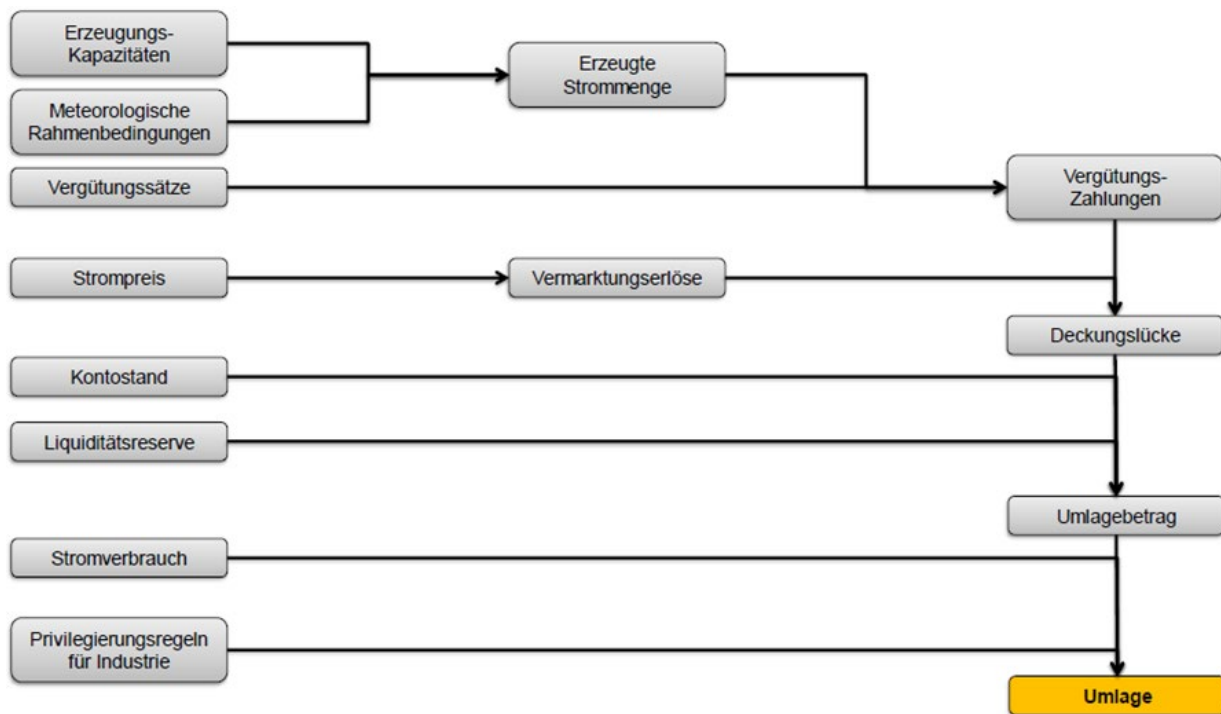 Erzeugungs-
Kapazitäten
Erzeugte
Strommenge
Meteorologische
Rahmenbedingungen
Vergütungssätze
Vergütungs-
Zahlungen
Strompreis
Vermarktungserlöse
Deckungslücke
Kontostand
Liquiditätsreserve
Umlagebetrag
Stromverbrauch
Privilegierungsregeln
für Industrie
Umlage